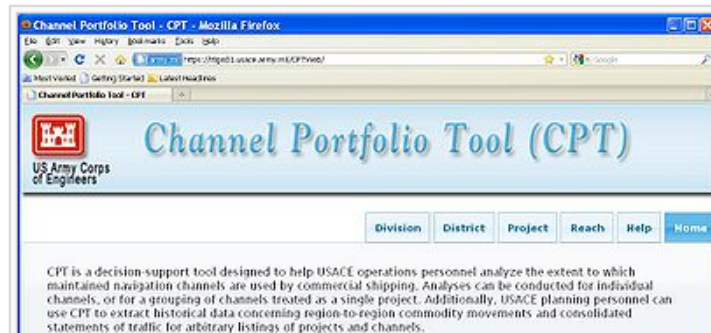 Channel Portfolio Tool - CPT - Mozilla Firefox
File Edit View History Bookmarks Tools Help
Most Visited Getting Started Latest Headlines
Channel Portfolio Tool - CPT
Channel Portfolio Tool (CPT)
US Army Corps
of Engineers
Division District Project Reach Help Home
CPT is a decision-support tool designed to help USACE operations personnel analyze the extent to which
maintained navigation channels are used by commercial shipping. Analyses can be conducted for individual
channels, or for a grouping of channels treated as a single project. Additionally, USACE planning personnel can
use CPT to extract historical data concerning region-to-region commodity movements and consolidated
statements of traffic for arbitrary listings of projects and channels.